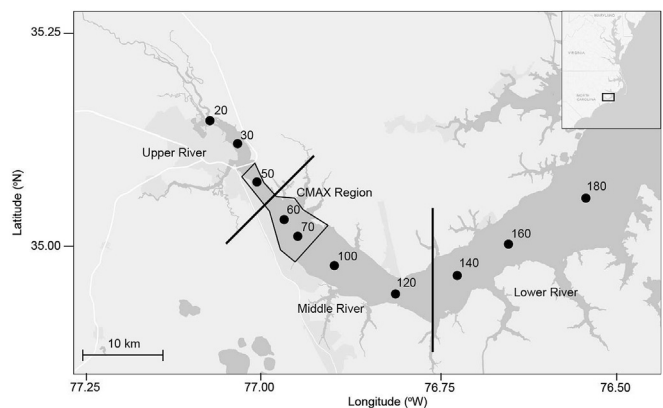 35.25
20
30
Upper River
50
CMAX Region
180
60
70
35.00
160
100
140
120
Lower River
Middle River
10 km
77.25
77.00
76.75
76.50
Longitude (ºW)
Latitude (ºN)